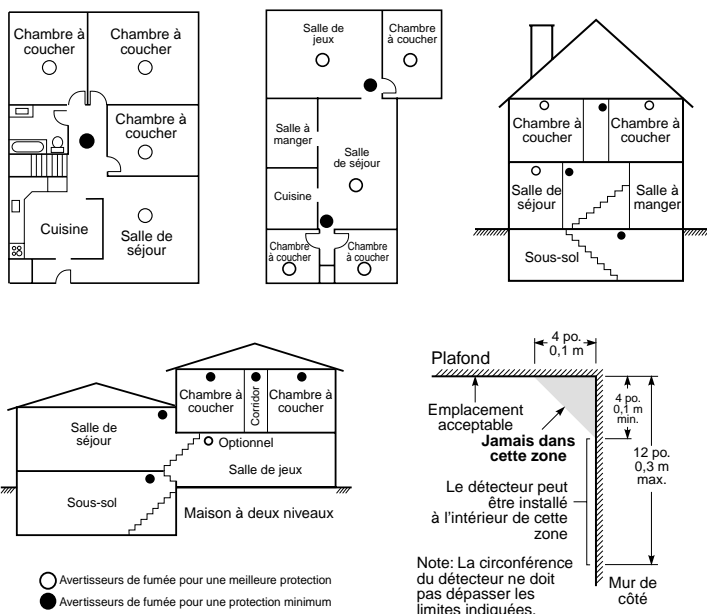 Chambre à
coucher
Chambre à
coucher
Chambre à
coucher
Cuisine
Salle de
séjour
Salle de
jeux
Chambre
à coucher
Salle à
manger
Salle
de séjour
Cuisine
Chambre
à coucher
Chambre
à coucher
Chambre à
coucher
Chambre à
coucher
Salle de
séjour
Salle à
manger
Sous-sol
Salle de
séjour
Sous-sol
Chambre à
coucher
Corridor
Chambre à
coucher
Optionnel
Salle de jeux
Maison à deux niveaux
Avertisseurs de fumée pour une meilleure protection
Avertisseurs de fumée pour une protection minimum
4 po.
0,1 m
Plafond
Emplacement
acceptable
Jamais dans
cette zone
4 po.
0,1 m
min.
12 po.
0,3 m
max.
Le détecteur peut
être installé
à l'intérieur de cette
zone
Note: La circonférence
du détecteur ne doit
pas dépasser les
limites indiquées.
Mur de
côté